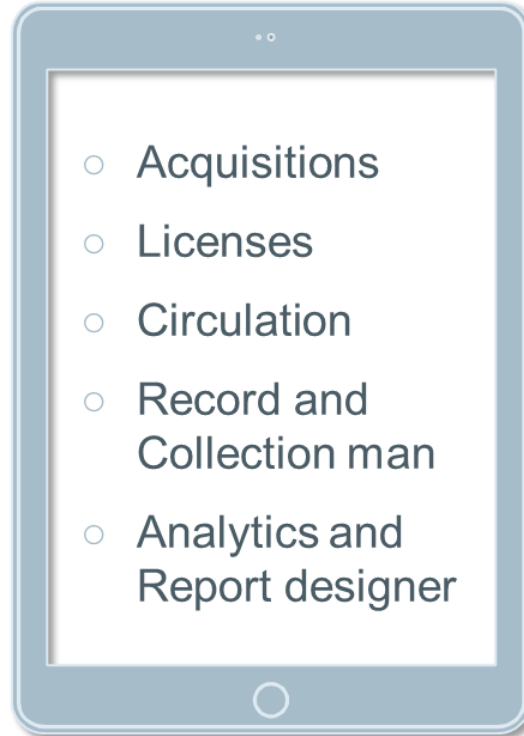 Acquisitions
Licenses
Circulation
Record and
Collection man
Analytics and
Report designer